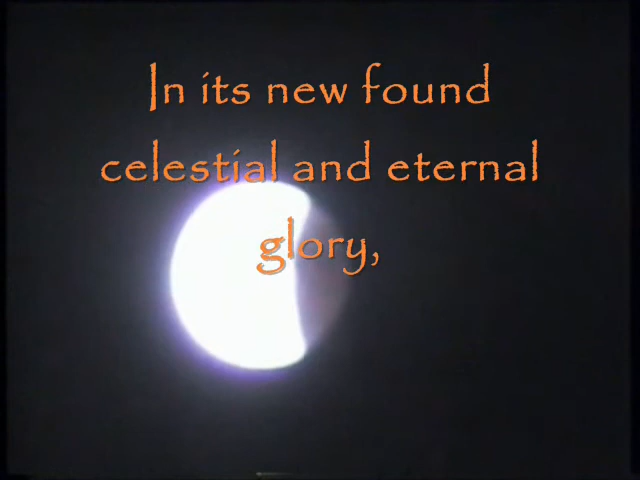 In its new found
celestial and eternal
glory,